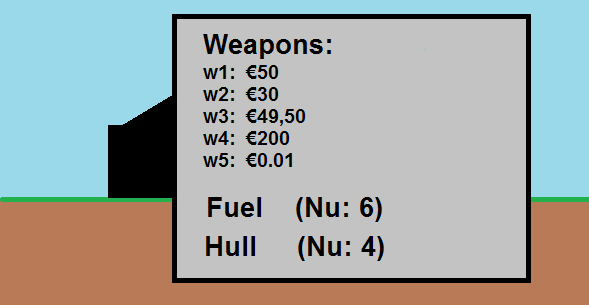 Weapons:
w1: €50
w2: €30
w3: €49,50
w4: €200
w5: €0.01
Fuel (Nu: 6)
Hull (Nu: 4)